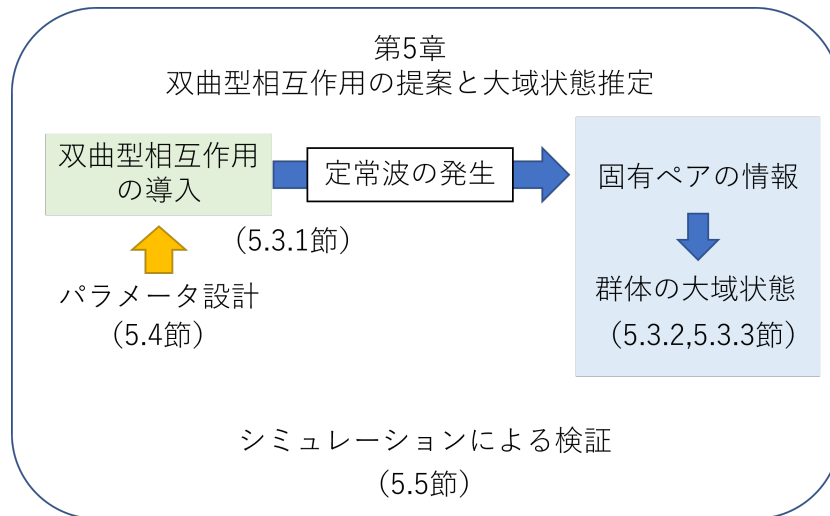 第5章
双曲型相互作用の提案と大域状態推定
双曲型相互作用
の導入
定常波の発生
(5.3.1節)
パラメータ設計
(5.4節)
固有ペアの情報
群体の大域状態
(5.3.2,5.3.3節)
シミュレーションによる検証
(5.5節)